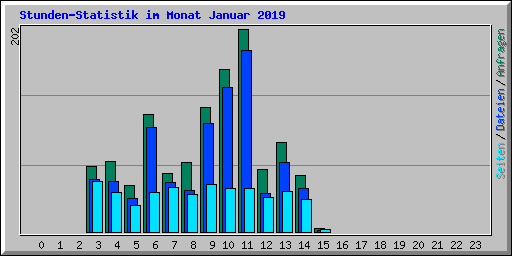 Stunden-Statistik im Monat Januar 2019
202
Seiten/Dateien/Anfragen
0 1 2 3 4 5 6 7 8 9 10 11 12 13 14 15 16 17 18 19 20 21 22 23